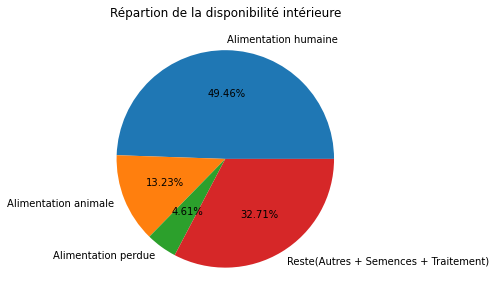 Répartion de la disponibilité intérieure
Alimentation humaine
49.46%
13.23%
Alimentation animale
4.61%
32.71%
Alimentation perdue
Reste(Autres + Semences + Traitement)